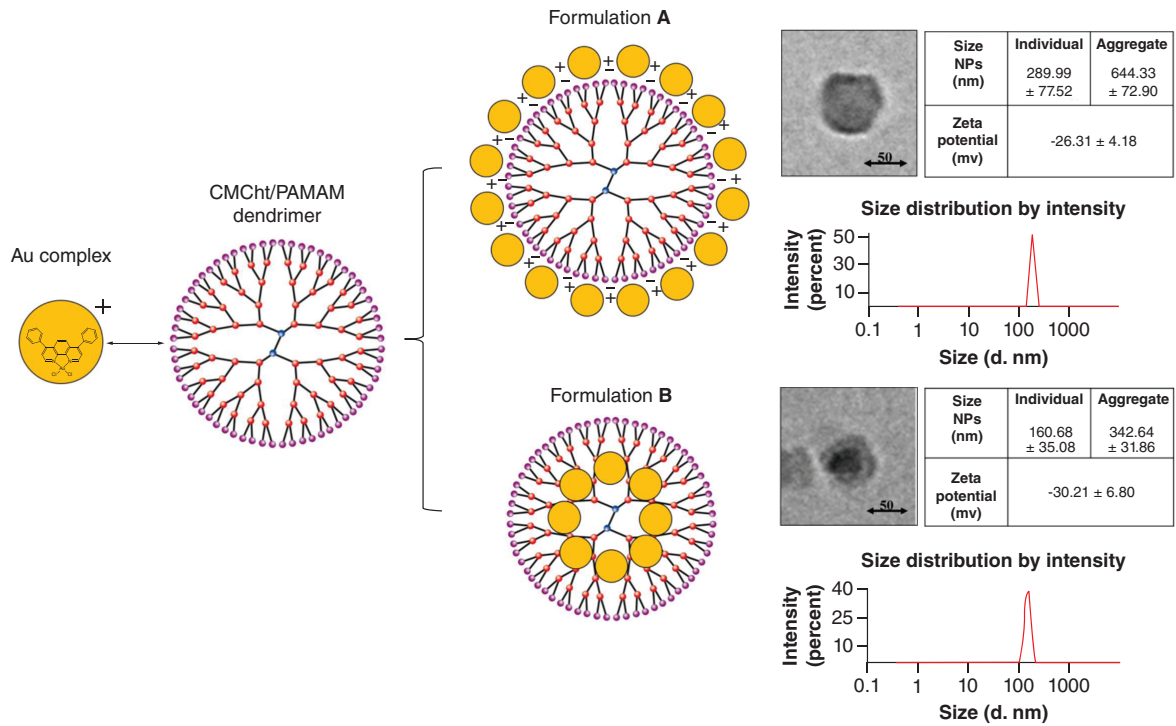 Formulation A
+ + ± + +
− − − −
Size
NPs
(nm)
Individual
Aggregate
289.99
± 77.52
644.33
± 72.90
Zeta
potential
(mv)
-26.31 ± 4.18
50
CMCht/PAMAM
dendrimer
Au complex
+
Cl
Cl
Size distribution by intensity
Intensity
(percent)
50
30
10
0.1
1
10
100
1000
Size (d. nm)
Formulation B
Size
NPs
(nm)
Individual
Aggregate
160.68
± 35.08
342.64
± 31.86
Zeta
potential
(mv)
-30.21 ± 6.80
50
Size distribution by intensity
Intensity
(percent)
40
25
10
0.1
1
10
100
1000
Size (d. nm)